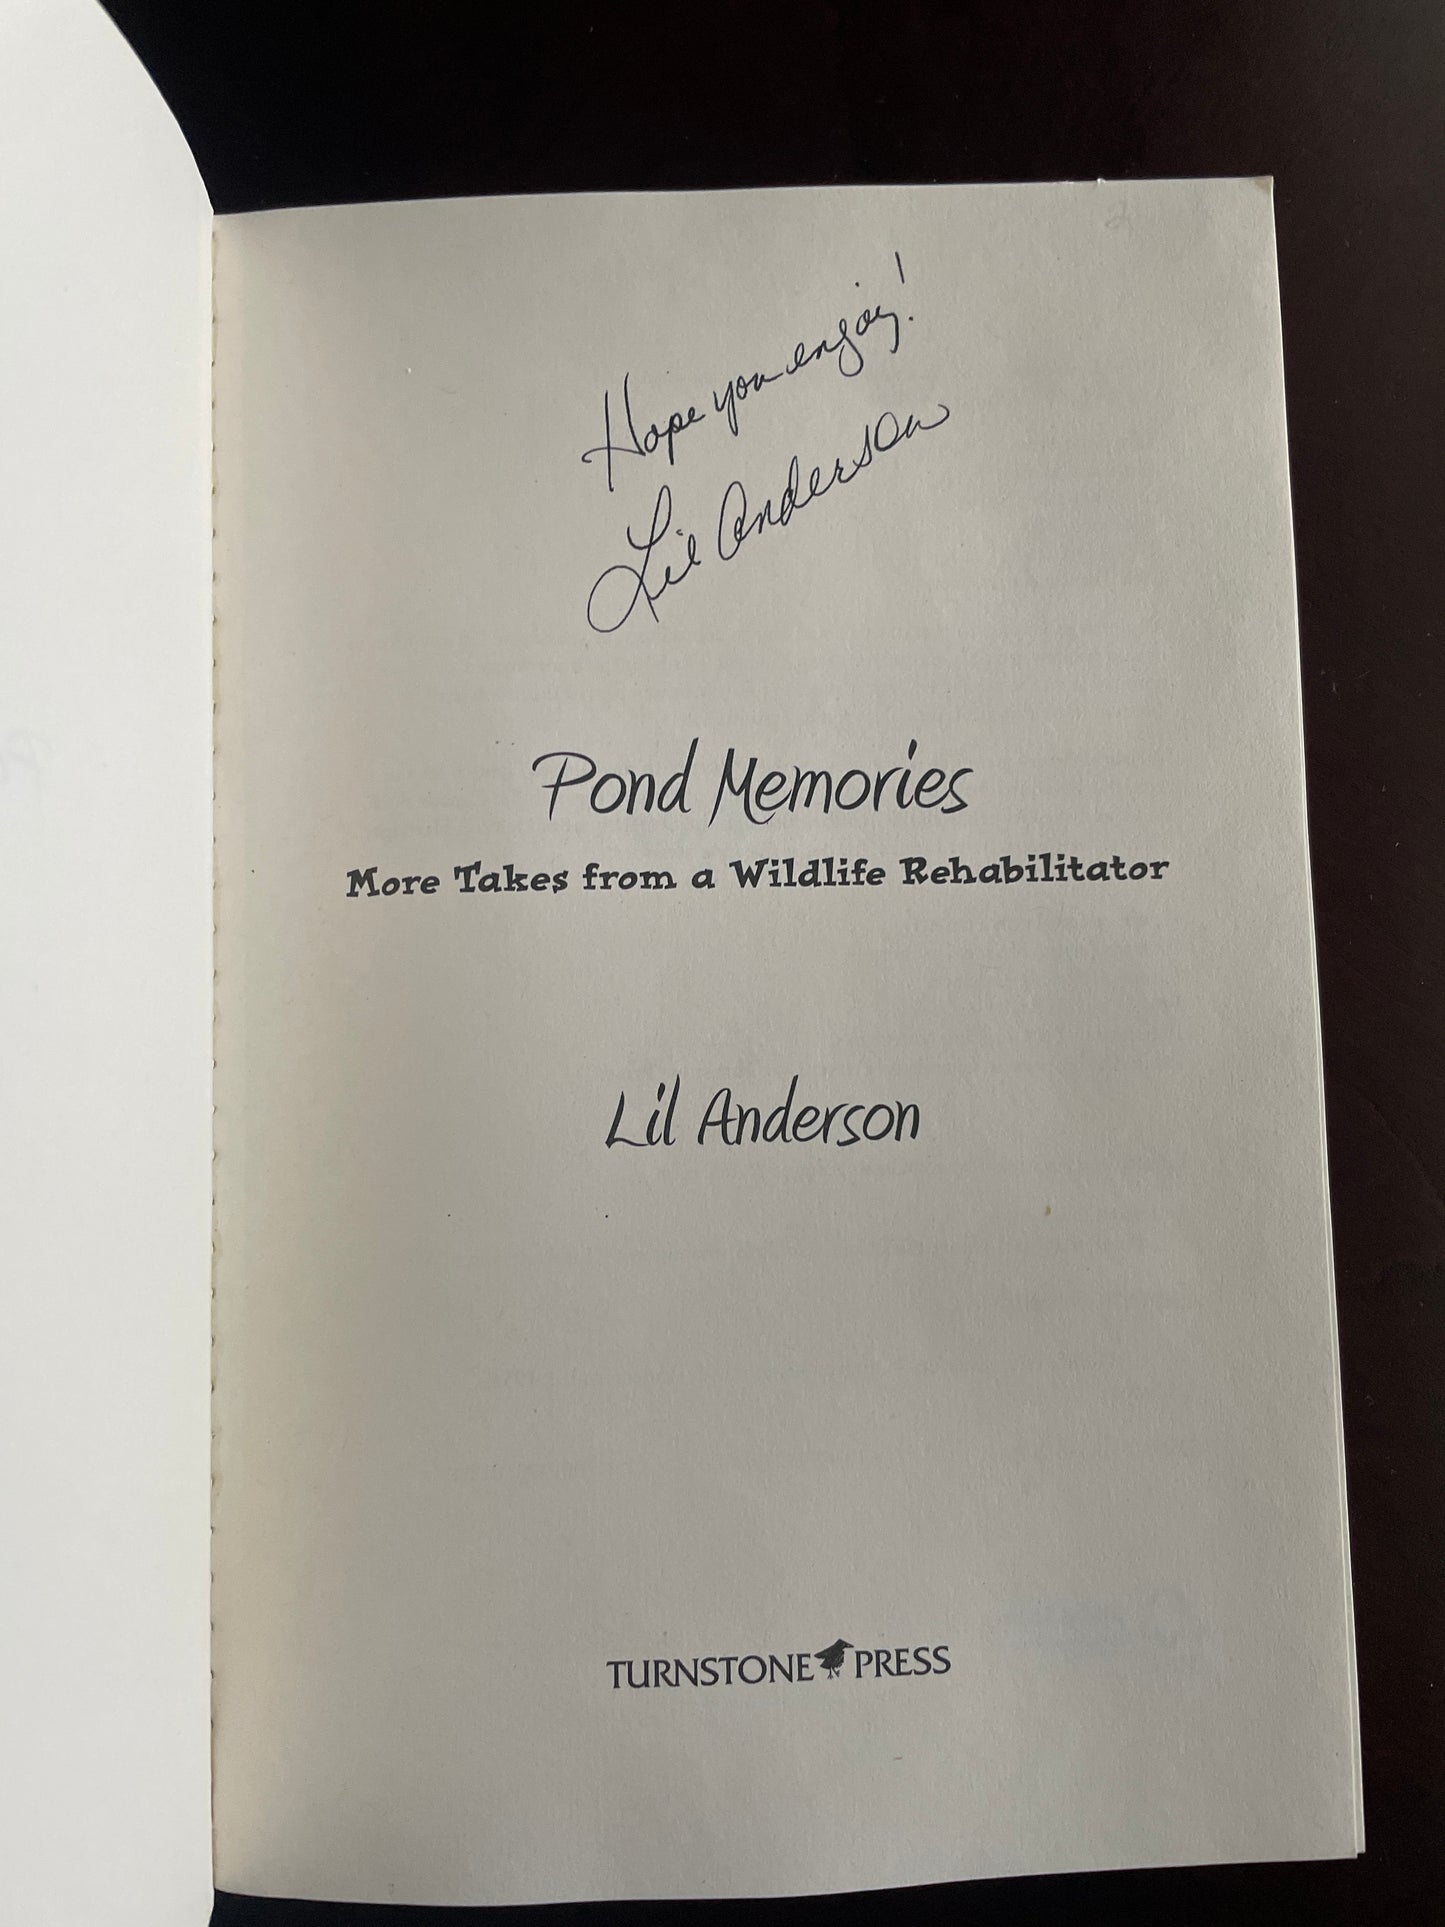 Hope you enjoy!
Lil Anderson
Pond Memories
More Takes from a Wildlife Rehabilitator
Lil Anderson
TURNSTONE PRESS